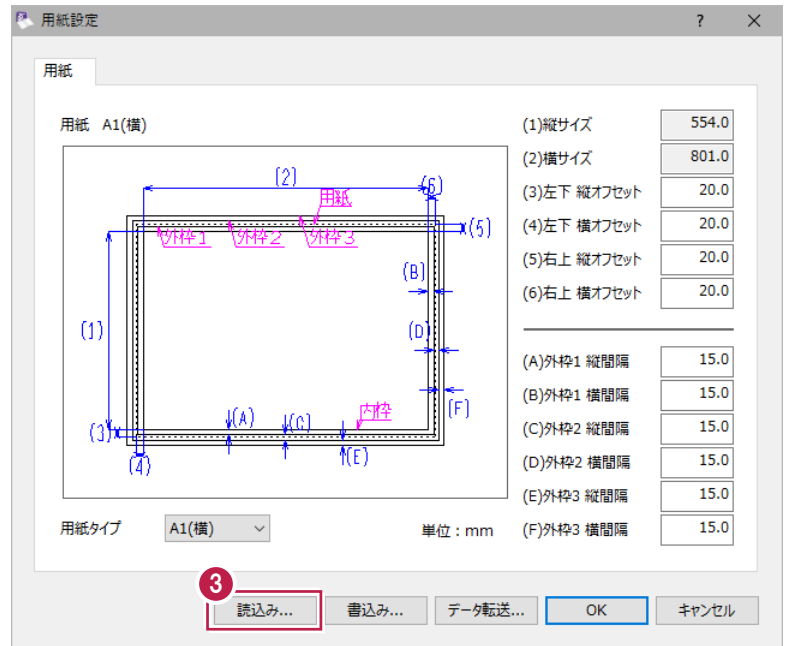 用紙設定
?
用紙
用紙 A1(横)
(1)縦サイズ 554.0
(2)横サイズ 801.0
(3)左下 縦オフセット 20.0
(4)左下 横オフセット 20.0
(5)右上 縦オフセット 20.0
(6)右上 横オフセット 20.0
(A)外枠1 縦間隔 15.0
(B)外枠1 横間隔 15.0
(C)外枠2 縦間隔 15.0
(D)外枠2 横間隔 15.0
(E)外枠3 縦間隔 15.0
(F)外枠3 横間隔 15.0
(2)
(6)
用紙
外枠1 外枠2 外枠3
(5)
(B)
(1)
(D)
内枠
(F)
(A)
(C)
(3)
(E)
(4)
用紙タイプ A1(横)
単位:mm
3
読込み... 書込み... データ転送... OK キャンセル